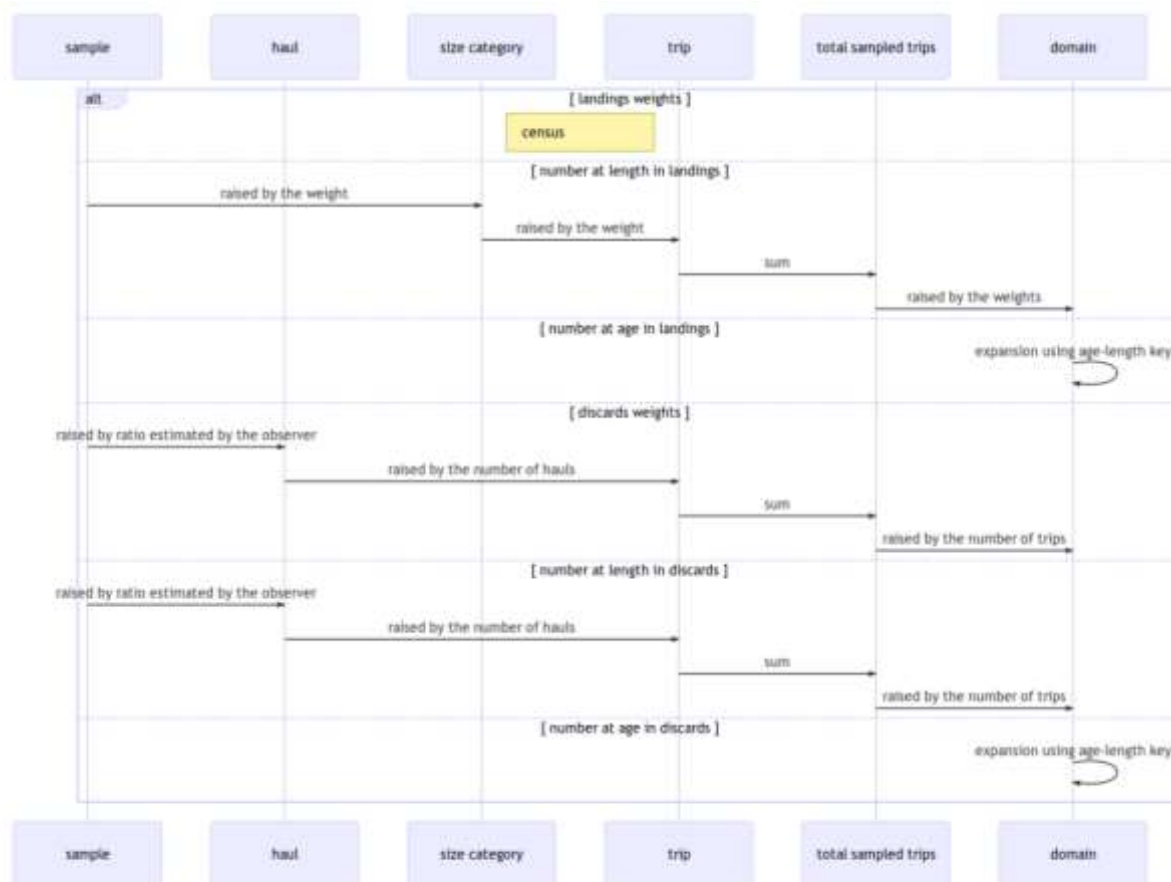 sample haul size category trip total sampled trips domain
alt [ landings weights ]
census
[ number at length in landings ]
raised by the weight
raised by the weight
sum
raised by the weights
[ number at age in landings ]
expansion using age-length key
[ discards weights ]
raised by ratio estimated by the observer
raised by the number of hauls
sum
raised by the number of trips
[ number at length in discards ]
raised by ratio estimated by the observer
raised by the number of hauls
sum
raised by the number of trips
[ number at age in discards ]
expansion using age-length key
sample haul size category trip total sampled trips domain